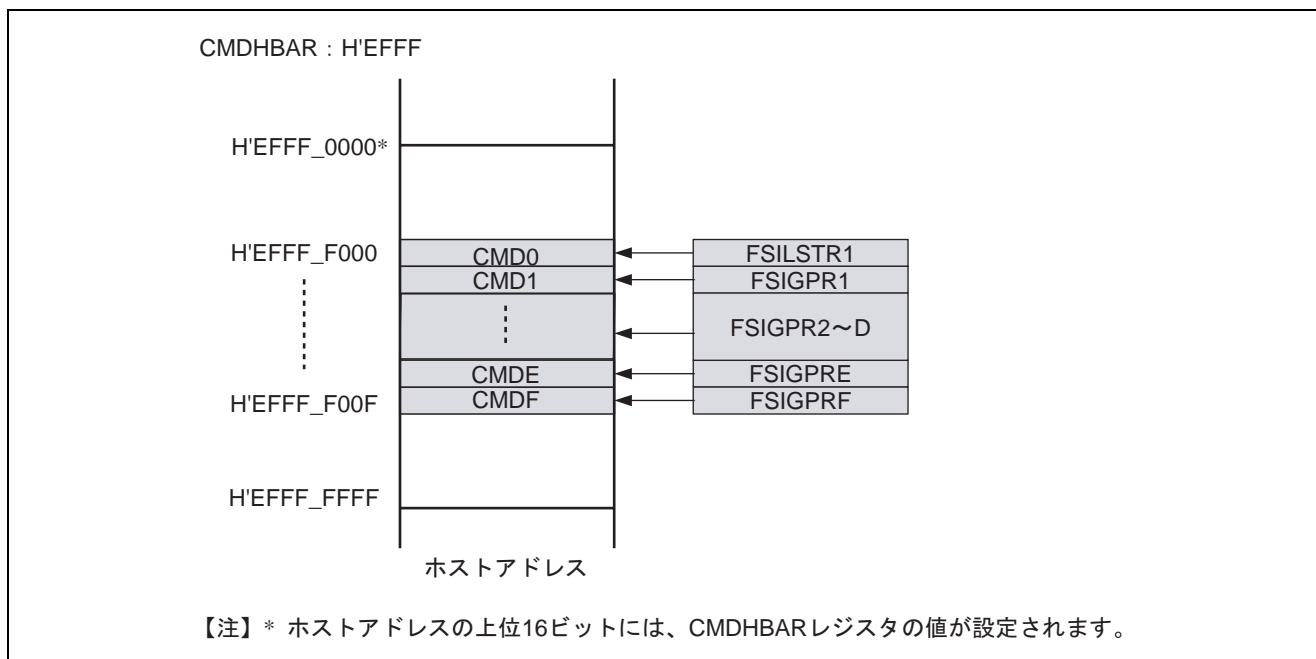 CMDHBAR：H'EFFF
H'EFFF_0000*
H'EFFF_F000 CMD0 FSILSTR1
CMD1 FSIGPR1
FSIGPR2～D
CMDE FSIGPRE
H'EFFF_F00F CMDF FSIGPRF
H'EFFF_FFFF
ホストアドレス
【注】* ホストアドレスの上位16ビットには、CMDHBARレジスタの値が設定されます。